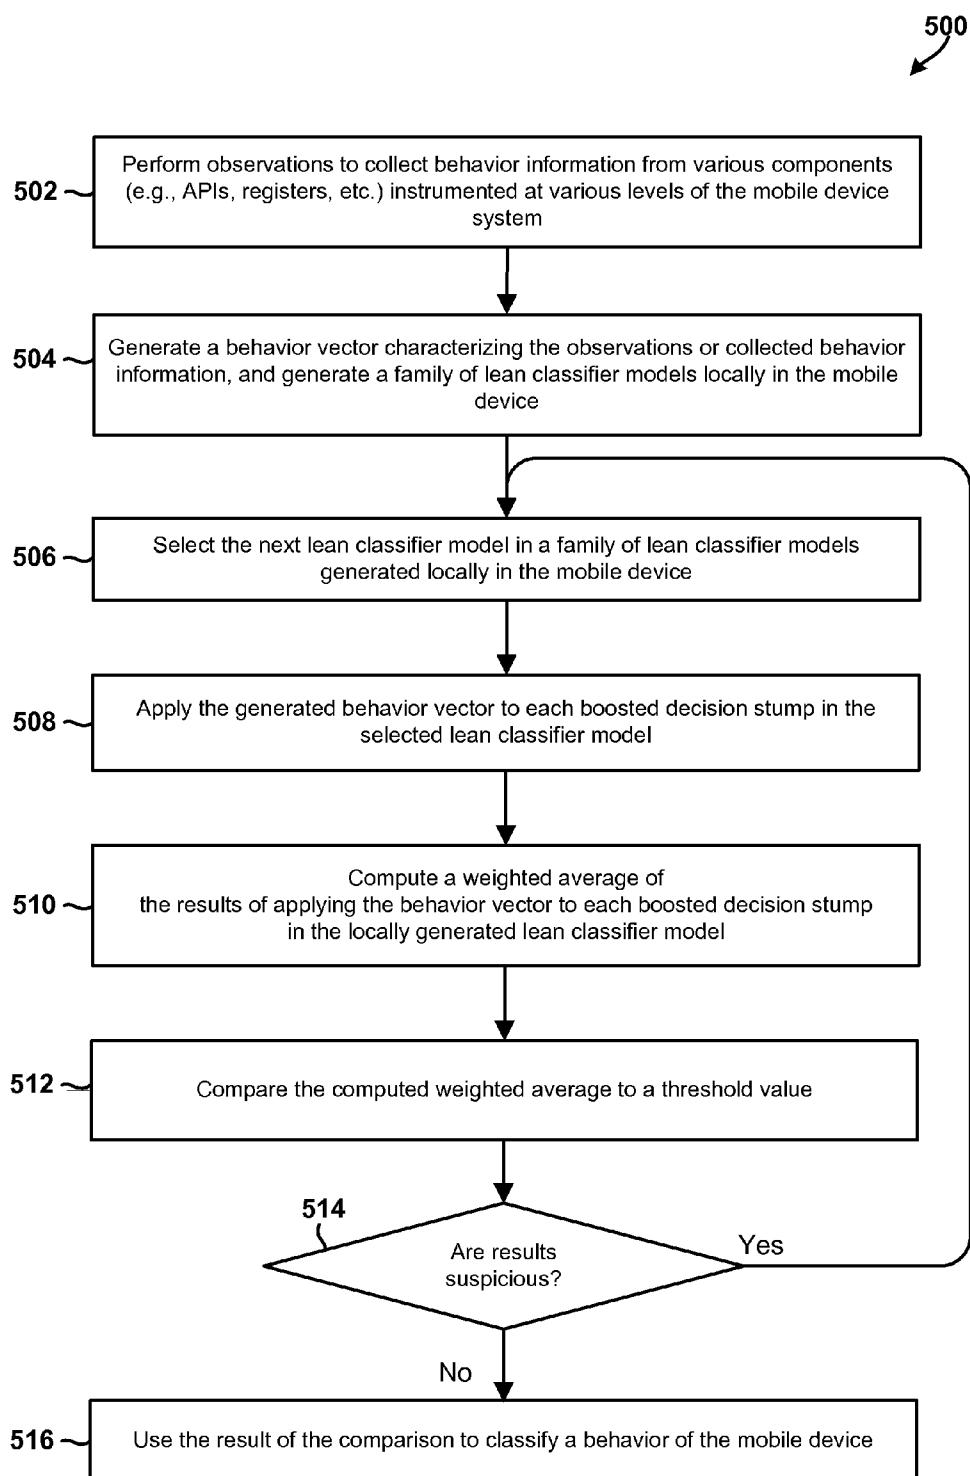 500
Perform observations to collect behavior information from various components
(e.g., APIs, registers, etc.) instrumented at various levels of the mobile device
system
502
Generate a behavior vector characterizing the observations or collected behavior
information, and generate a family of lean classifier models locally in the mobile
device
504
Select the next lean classifier model in a family of lean classifier models
generated locally in the mobile device
506
Apply the generated behavior vector to each boosted decision stump in the
selected lean classifier model
508
Compute a weighted average of
the results of applying the behavior vector to each boosted decision stump
in the locally generated lean classifier model
510
Compare the computed weighted average to a threshold value
512
514
Are results
suspicious?
Yes
No
Use the result of the comparison to classify a behavior of the mobile device
516